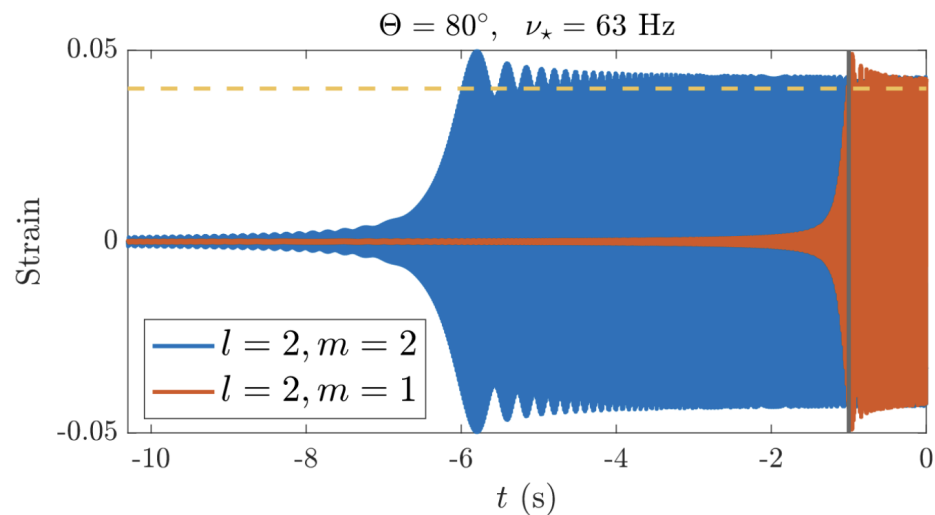 Θ = 80°, ν⋆ = 63 Hz
0.05
0
-0.05
Strain
l = 2, m = 2
l = 2, m = 1
-10 -8 -6 -4 -2 0
t (s)